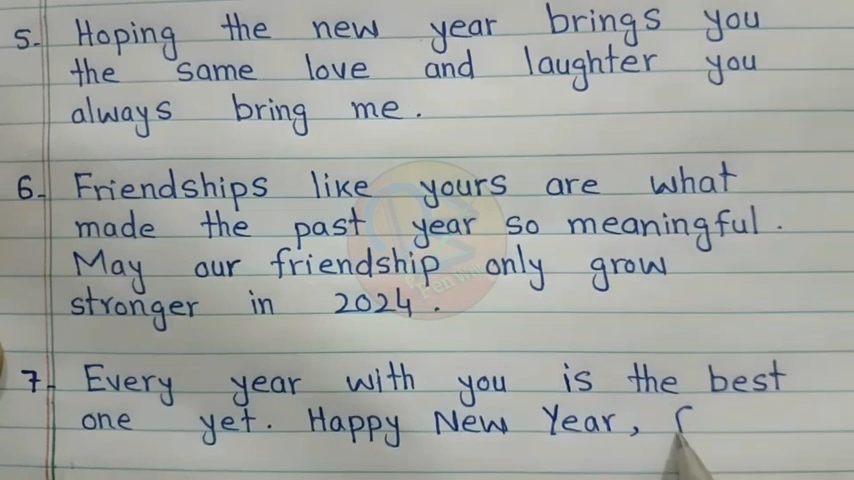 5. Hoping the new year brings you
the same love and laughter you
always bring me.
6. Friendships like yours are what
made the past year so meaningful.
May our friendship only grow
stronger in 2024.
7. Every year with you is the best
one yet. Happy New Year,